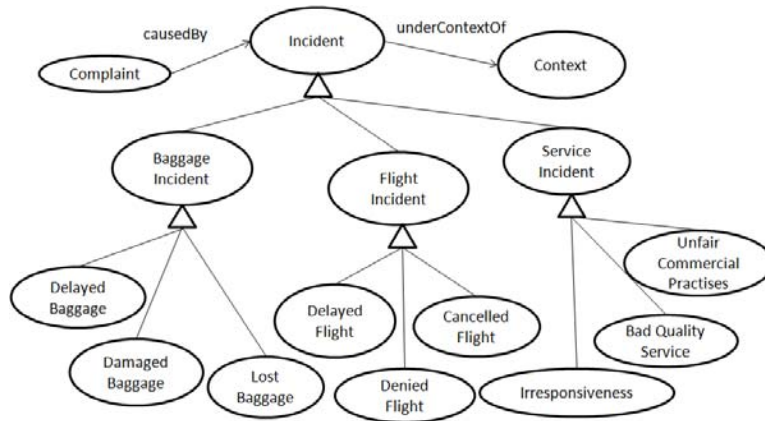 causedBy
Incident
underContextOf
Complaint
Context
Baggage
Incident
Flight
Incident
Service
Incident
Delayed
Baggage
Damaged
Baggage
Lost
Baggage
Delayed
Flight
Denied
Flight
Cancelled
Flight
Unfair
Commercial
Practises
Bad Quality
Service
Irresponsiveness